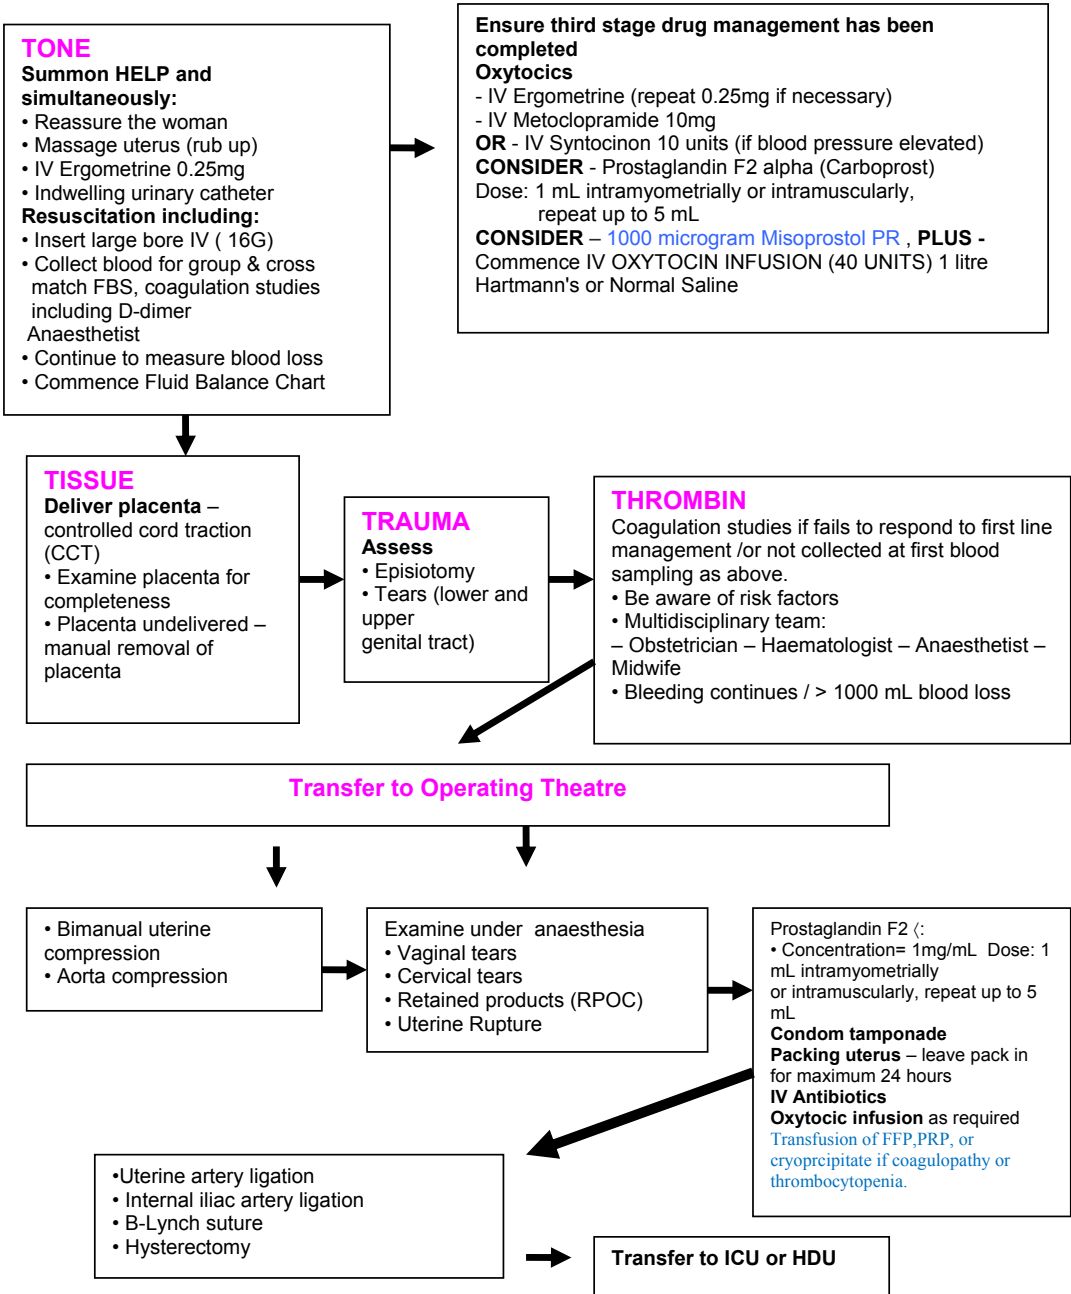 TONE
Summon HELP and
simultaneously:
• Reassure the woman
• Massage uterus (rub up)
• IV Ergometrine 0.25mg
• Indwelling urinary catheter
Resuscitation including:
• Insert large bore IV ( 16G)
• Collect blood for group & cross
match FBS, coagulation studies
including D-dimer
Anaesthetist
• Continue to measure blood loss
• Commence Fluid Balance Chart
Ensure third stage drug management has been
completed
Oxytocics
- IV Ergometrine (repeat 0.25mg if necessary)
- IV Metoclopramide 10mg
OR - IV Syntocinon 10 units (if blood pressure elevated)
CONSIDER - Prostaglandin F2 alpha (Carboprost)
Dose: 1 mL intramyometrially or intramuscularly,
repeat up to 5 mL
CONSIDER – 1000 microgram Misoprostol PR , PLUS -
Commence IV OXYTOCIN INFUSION (40 UNITS) 1 litre
Hartmann's or Normal Saline
TISSUE
Deliver placenta –
controlled cord traction
(CCT)
• Examine placenta for
completeness
• Placenta undelivered –
manual removal of
placenta
TRAUMA
Assess
• Episiotomy
• Tears (lower and
upper
genital tract)
THROMBIN
Coagulation studies if fails to respond to first line
management /or not collected at first blood
sampling as above.
• Be aware of risk factors
• Multidisciplinary team:
– Obstetrician – Haematologist – Anaesthetist –
Midwife
• Bleeding continues / > 1000 mL blood loss
Transfer to Operating Theatre
• Bimanual uterine
compression
• Aorta compression
Examine under anaesthesia
• Vaginal tears
• Cervical tears
• Retained products (RPOC)
• Uterine Rupture
Prostaglandin F2 〈:
• Concentration= 1mg/mL Dose: 1
mL intramyometrially
or intramuscularly, repeat up to 5
mL
Condom tamponade
Packing uterus – leave pack in
for maximum 24 hours
IV Antibiotics
Oxytocic infusion as required
Transfusion of FFP,PRP, or
cryoprcipitate if coagulopathy or
thrombocytopenia.
•Uterine artery ligation
• Internal iliac artery ligation
• B-Lynch suture
• Hysterectomy
Transfer to ICU or HDU